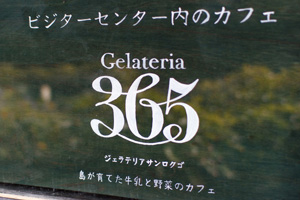 ビジターセンター内のカフェ
Gelateria
365
ジェラテリアサンロクゴ
島が育てた牛乳と野菜のカフェ